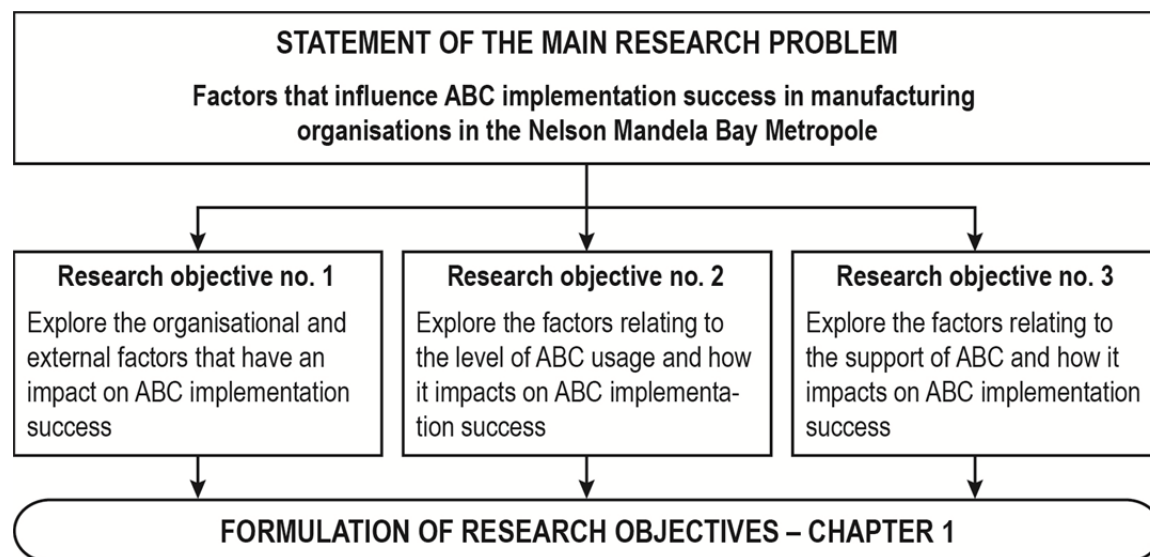 STATEMENT OF THE MAIN RESEARCH PROBLEM
Factors that influence ABC implementation success in manufacturing
organisations in the Nelson Mandela Bay Metropole
Research objective no. 1
Explore the organisational and
external factors that have an
impact on ABC implementation
success
Research objective no. 2
Explore the factors relating to
the level of ABC usage and how
it impacts on ABC implementa-
tion success
Research objective no. 3
Explore the factors relating to
the support of ABC and how it
impacts on ABC implementation
success
FORMULATION OF RESEARCH OBJECTIVES – CHAPTER 1